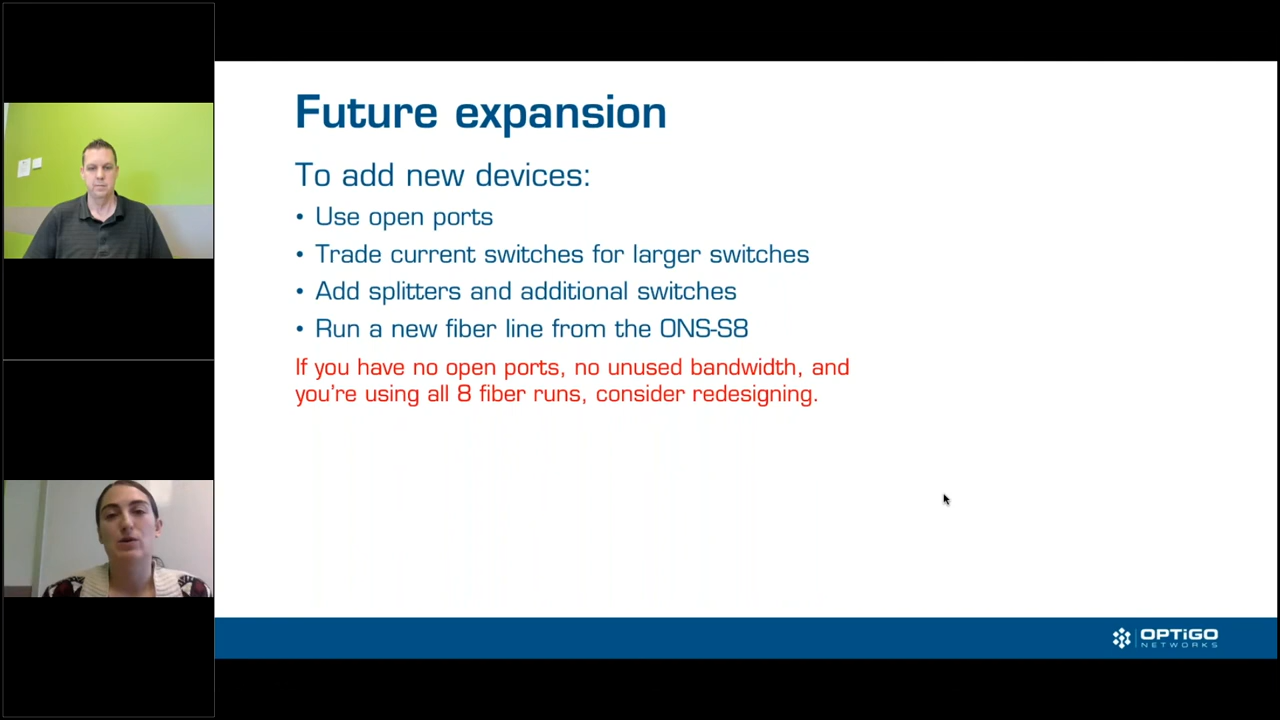 Future expansion
To add new devices:
• Use open ports
• Trade current switches for larger switches
• Add splitters and additional switches
• Run a new fiber line from the ONS-S8
If you have no open ports, no unused bandwidth, and
you're using all 8 fiber runs, consider redesigning.
OPTiGO
NETWORKS